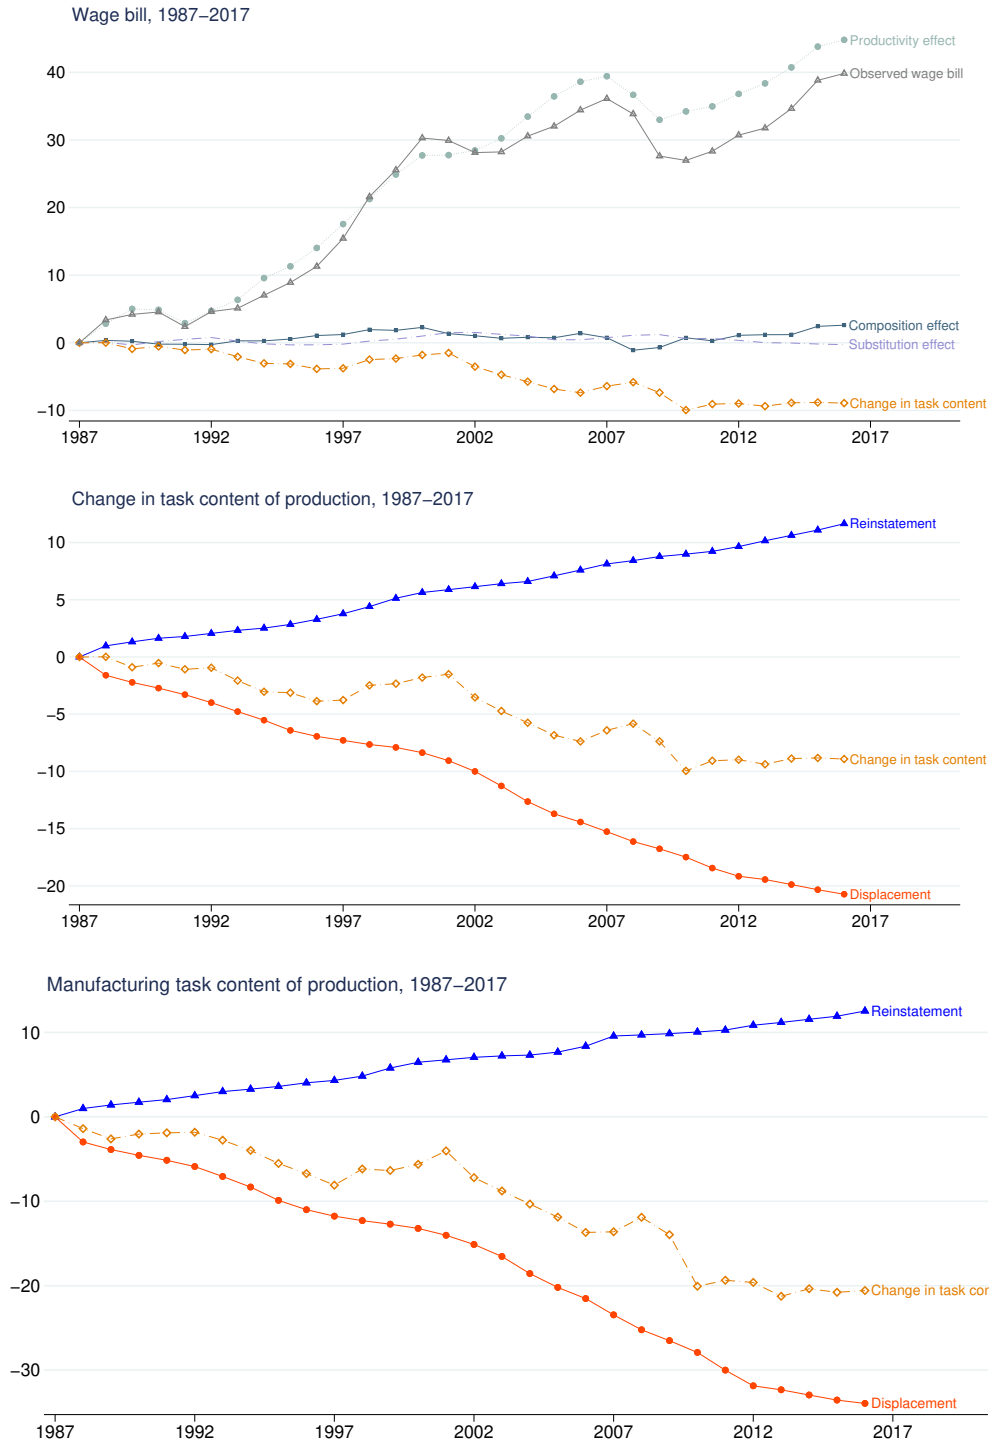 Wage bill, 1987−2017
Productivity effect
Observed wage bill
40
30
20
10
0
−10
Composition effect
Substitution effect
Change in task content
1987 1992 1997 2002 2007 2012 2017
Change in task content of production, 1987−2017
Reinstatement
10
5
0
−5
−10
−15
−20
Change in task content
Displacement
1987 1992 1997 2002 2007 2012 2017
Manufacturing task content of production, 1987−2017
Reinstatement
10
0
−10
−20
−30
Change in task cor
Displacement
1987 1992 1997 2002 2007 2012 2017